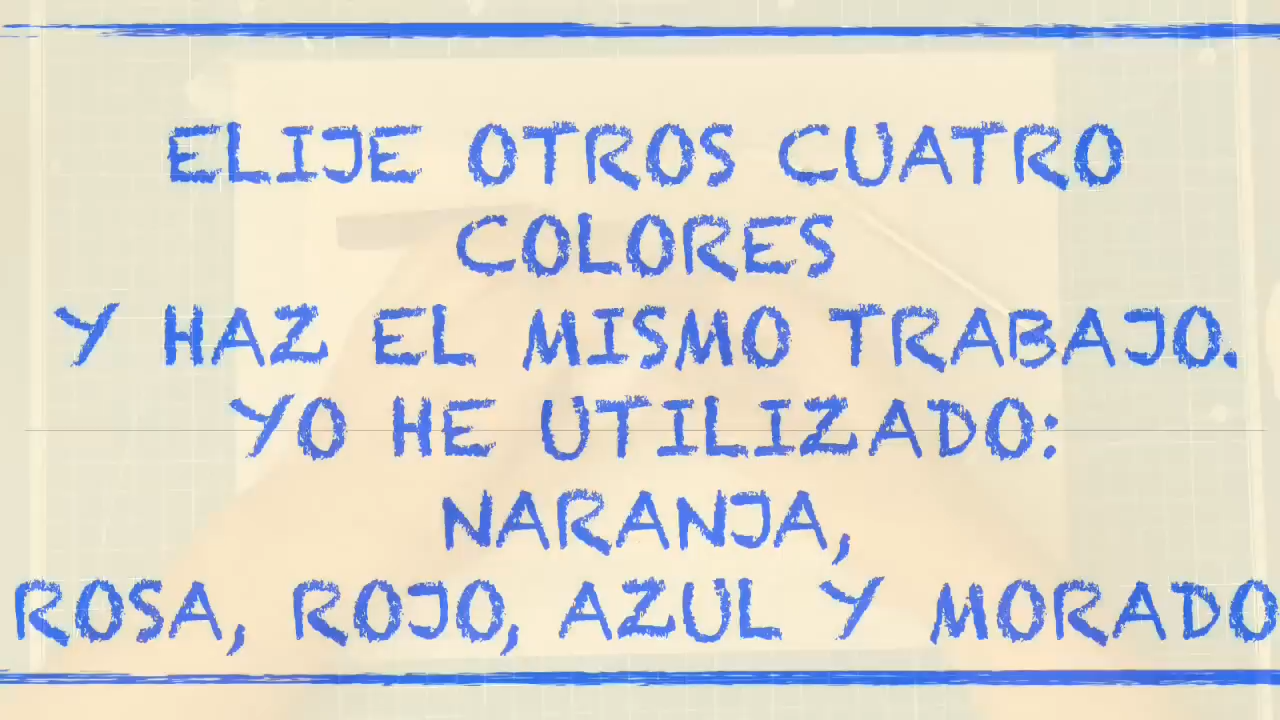 ELIJE OTROS CUATRO
COLORES
Y HAZ EL MISMO TRABAJO.
YO HE UTILIZADO:
NARANJA,
ROSA, ROJO, AZUL Y MORADO